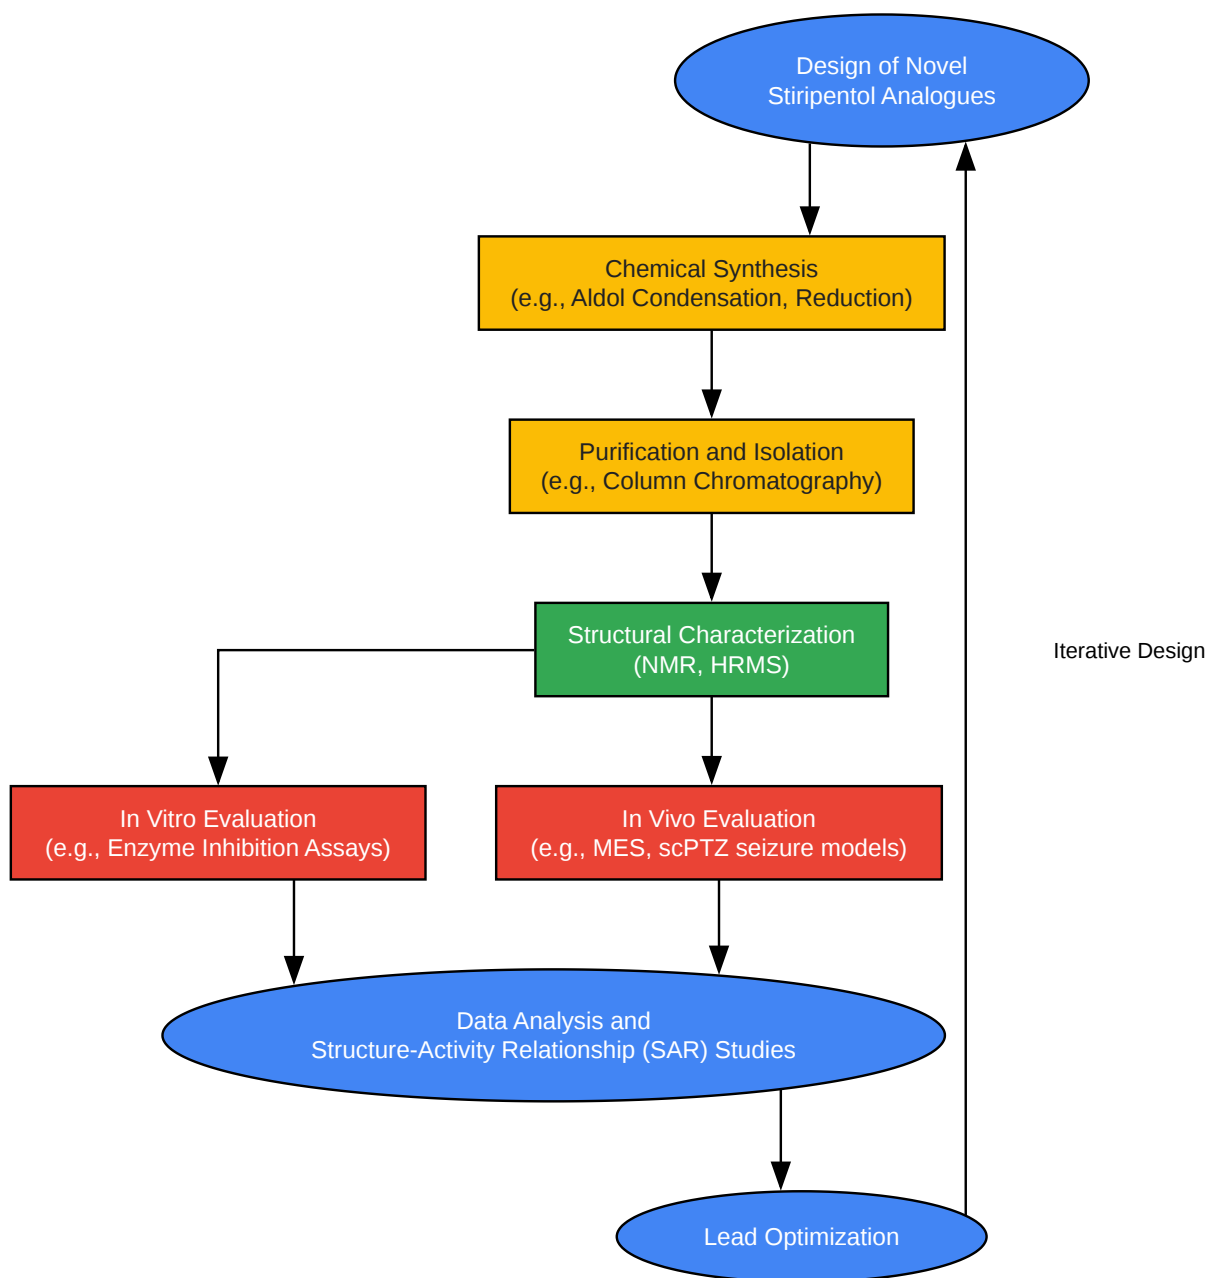 Design of Novel
Stiripentol Analogues
Chemical Synthesis
(e.g., Aldol Condensation, Reduction)
Purification and Isolation
(e.g., Column Chromatography)
Structural Characterization
(NMR, HRMS)
Iterative Design
In Vitro Evaluation
(e.g., Enzyme Inhibition Assays)
In Vivo Evaluation
(e.g., MES, scPTZ seizure models)
Data Analysis and
Structure-Activity Relationship (SAR) Studies
Lead Optimization